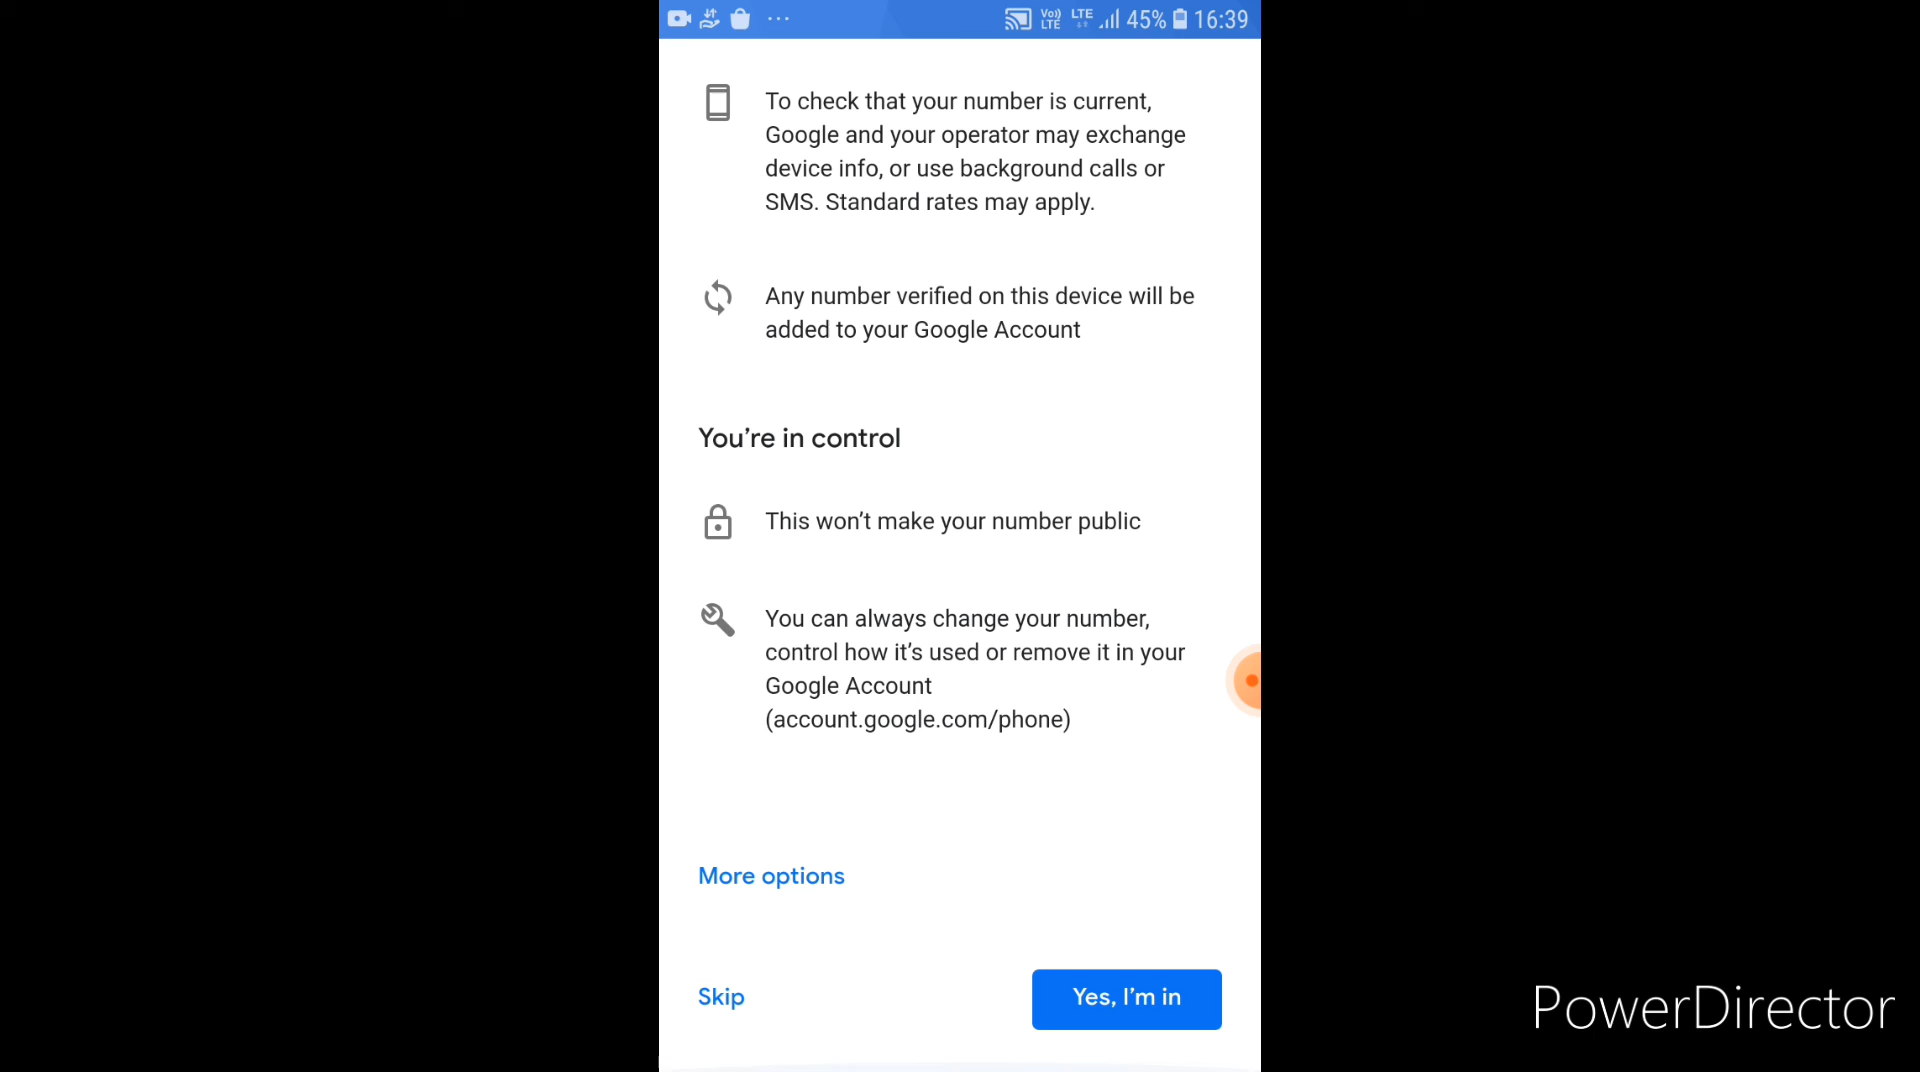 Vo)) LTE LTE 45% 16:39
To check that your number is current,
Google and your operator may exchange
device info, or use background calls or
SMS. Standard rates may apply.
Any number verified on this device will be
added to your Google Account
You're in control
This won't make your number public
You can always change your number,
control how it's used or remove it in your
Google Account
(account.google.com/phone)
More options
Skip
Yes, I'm in
PowerDirector